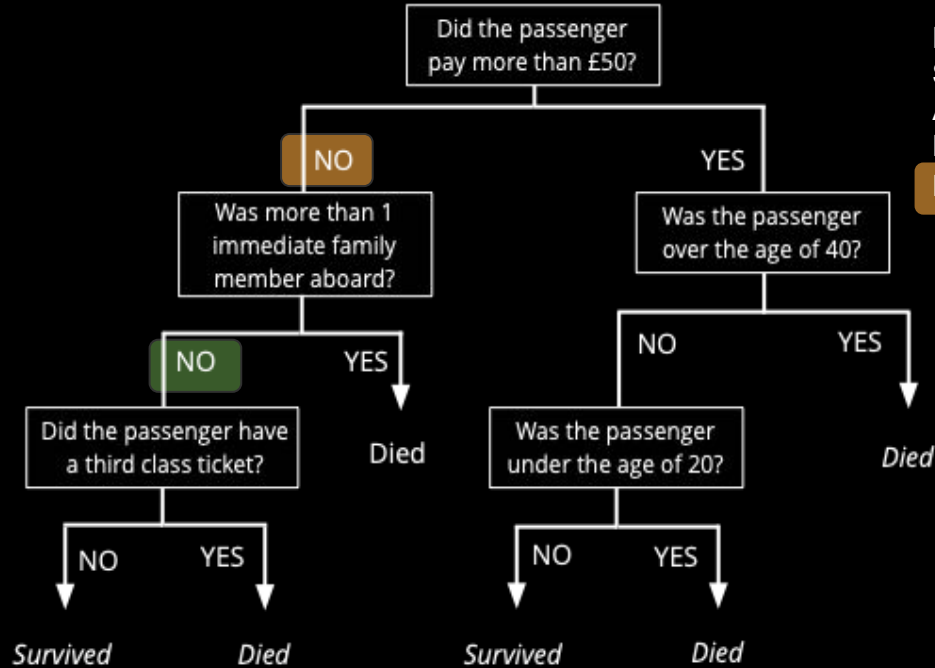 Did the passenger
pay more than £50?
NO
YES
Was more than 1
immediate family
member aboard?
Was the passenger
over the age of 40?
NO
YES
NO
YES
Did the passenger have
a third class ticket?
Died
Was the passenger
under the age of 20?
Died
NO
YES
NO
YES
Survived
Died
Survived
Died